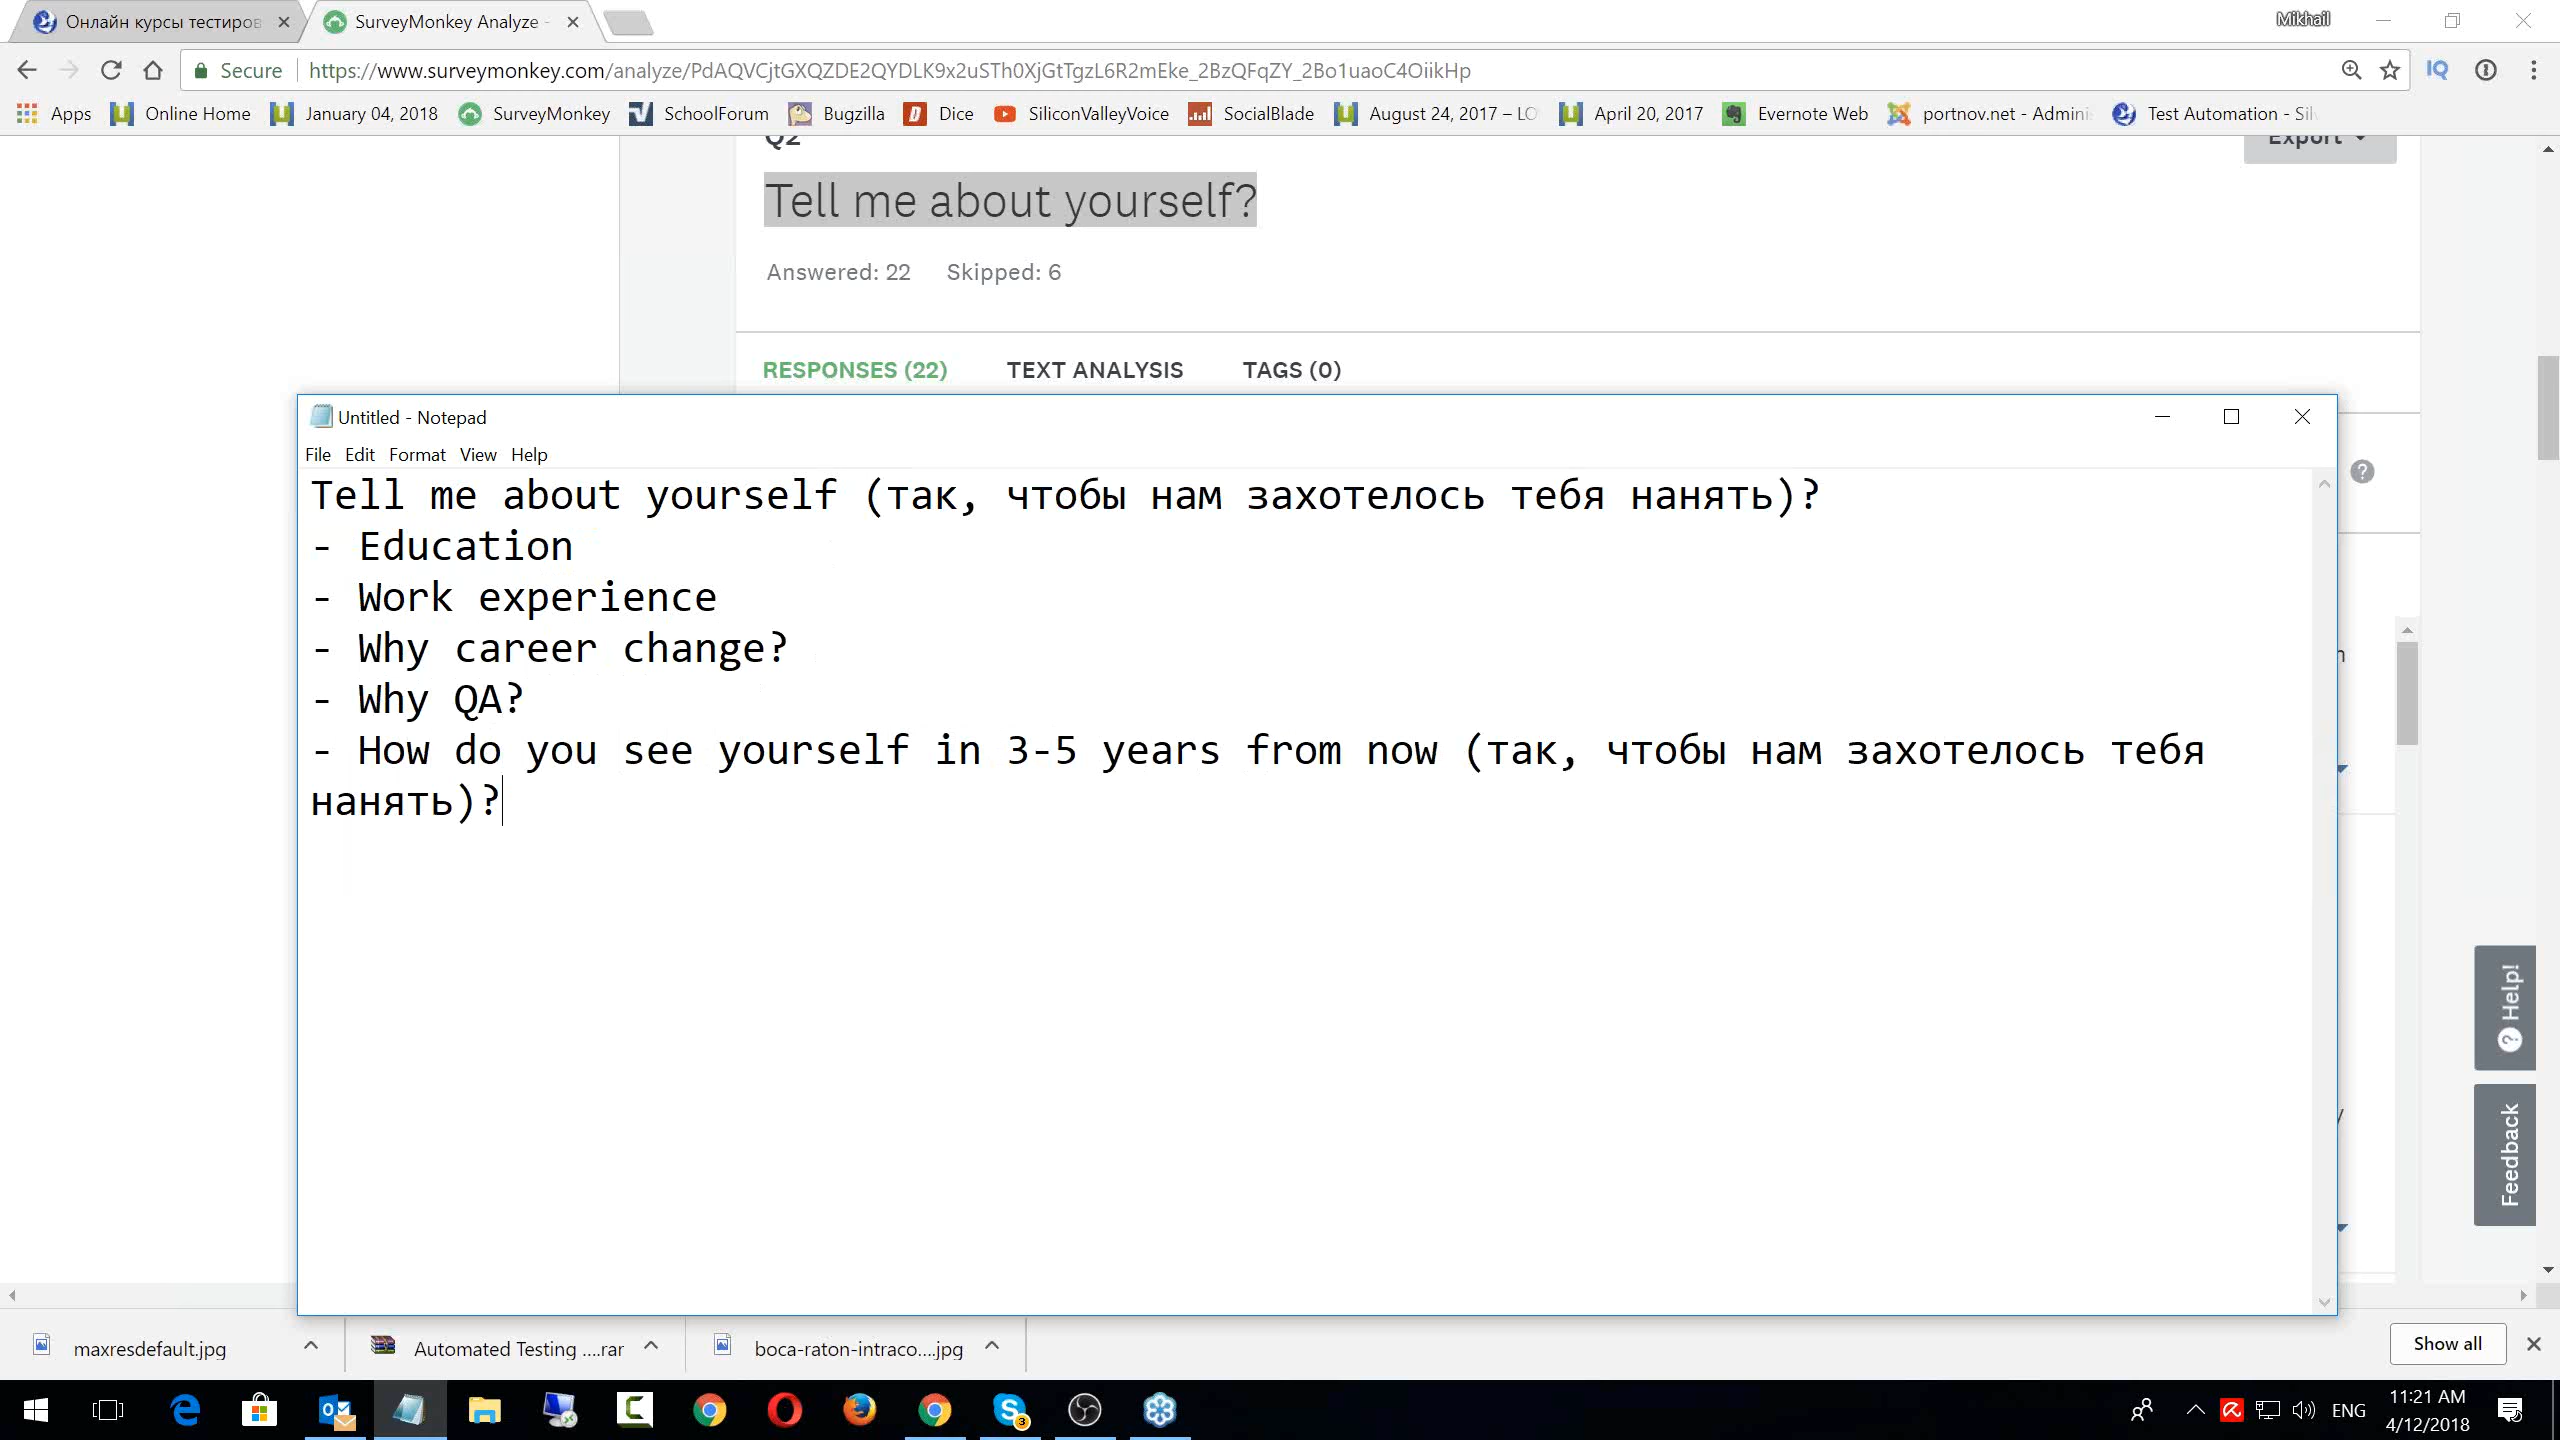 Онлайн курсы тестиров
SurveyMonkey Analyze -
Mikhail
Secure https://www.surveymonkey.com/analyze/PdAQVCjtGXQZDE2QYDLK9x2uSTh0XjGtTgzL6R2mEke_2BzQFqZY_2Bo1uaoC4OiikHp
Apps Online Home January 04, 2018 SurveyMonkey SchoolForum Bugzilla Dice SiliconValleyVoice SocialBlade August 24, 2017 – LO April 20, 2017 Evernote Web portnov.net - Admini Test Automation - Sil
Q2
Export
Tell me about yourself?
Answered: 22 Skipped: 6
RESPONSES (22) TEXT ANALYSIS TAGS (0)
Untitled - Notepad
File Edit Format View Help
Tell me about yourself (так, чтобы нам захотелось тебя нанять)?
- Education
- Work experience
- Why career change?
- Why QA?
- How do you see yourself in 3-5 years from now (так, чтобы нам захотелось тебя
нанять)?
Help!
Feedback
maxresdefault.jpg Automated Testing ....rar boca-raton-intraco....jpg Show all
ENG
11:21 AM
4/12/2018